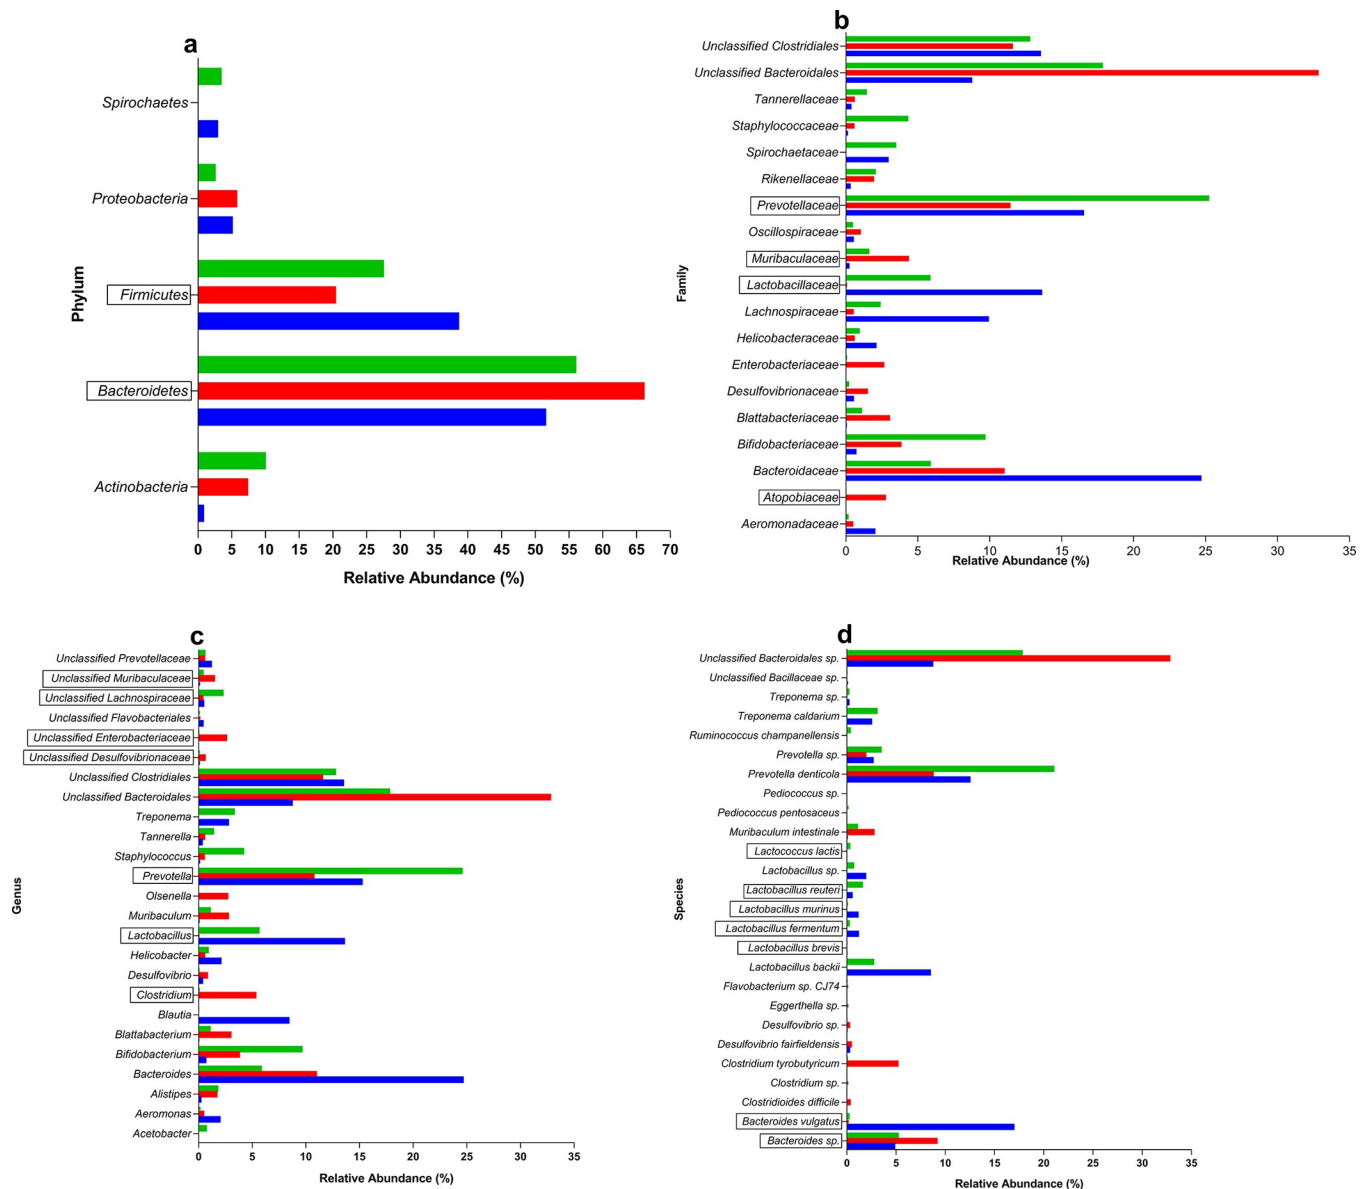 a
Phylum
Spirochaetes
Proteobacteria
Firmicutes
Bacteroidetes
Actinobacteria
0 5 10 15 20 25 30 35 40 45 50 55 60 65 70
Relative Abundance (%)
b
Family
Unclassified Clostridiales
Unclassified Bacteroidales
Tannerellaceae
Staphylococcaceae
Spirochaetaceae
Rikenellaceae
Prevotellaceae
Oscillospiraceae
Muribaculaceae
Lactobacillaceae
Lachnospiraceae
Helicobacteraceae
Enterobacteriaceae
Desulfovibrionaceae
Blattabacteriaceae
Bifidobacteriaceae
Bacteroidaceae
Atopobiaceae
Aeromonadaceae
0 5 10 15 20 25 30 35
Relative Abundance (%)
c
Genus
Unclassified Prevotellaceae
Unclassified Muribaculaceae
Unclassified Lachnospiraceae
Unclassified Flavobacteriales
Unclassified Enterobacteriaceae
Unclassified Desulfovibrionaceae
Unclassified Clostridiales
Unclassified Bacteroidales
Treponema
Tannerella
Staphylococcus
Prevotella
Olsenella
Muribaculum
Lactobacillus
Helicobacter
Desulfovibrio
Clostridium
Blautia
Blattabacterium
Bifidobacterium
Bacteroides
Alistipes
Aeromonas
Acetobacter
0 5 10 15 20 25 30 35
Relative Abundance (%)
d
Species
Unclassified Bacteroidales sp.
Unclassified Bacillaceae sp.
Treponema sp.
Treponema caldarium
Ruminococcus champanellensis
Prevotella sp.
Prevotella denticola
Pediococcus sp.
Pediococcus pentosaceus
Muribaculum intestinale
Lactococcus lactis
Lactobacillus sp.
Lactobacillus reuteri
Lactobacillus murinus
Lactobacillus fermentum
Lactobacillus brevis
Lactobacillus backii
Flavobacterium sp. CJ74
Eggerthella sp.
Desulfovibrio sp.
Desulfovibrio fairfieldensis
Clostridium tyrobutyricum
Clostridium sp.
Clostridioides difficile
Bacteroides vulgatus
Bacteroides sp.
0 5 10 15 20 25 30 35
Relative Abundance (%)